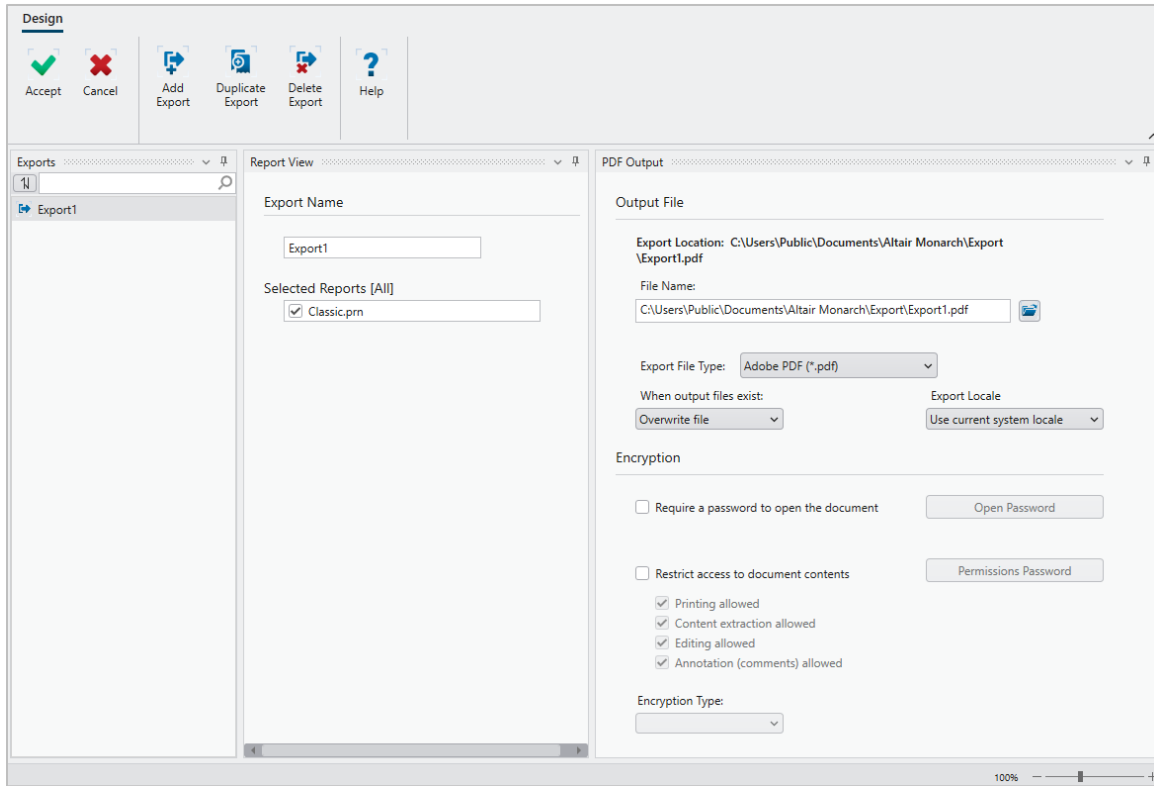 Design
Accept
Cancel
Add
Export
Duplicate
Export
Delete
Export
Help
Exports
Export1
Report View
Export Name
Export1
Selected Reports [All]
Classic.prn
PDF Output
Output File
Export Location: C:\Users\Public\Documents\Altair Monarch\Export
\Export1.pdf
File Name:
C:\Users\Public\Documents\Altair Monarch\Export\Export1.pdf
Export File Type: Adobe PDF (*.pdf)
When output files exist: Export Locale
Overwrite file Use current system locale
Encryption
Require a password to open the document Open Password
Restrict access to document contents Permissions Password
Printing allowed
Content extraction allowed
Editing allowed
Annotation (comments) allowed
Encryption Type:
100%